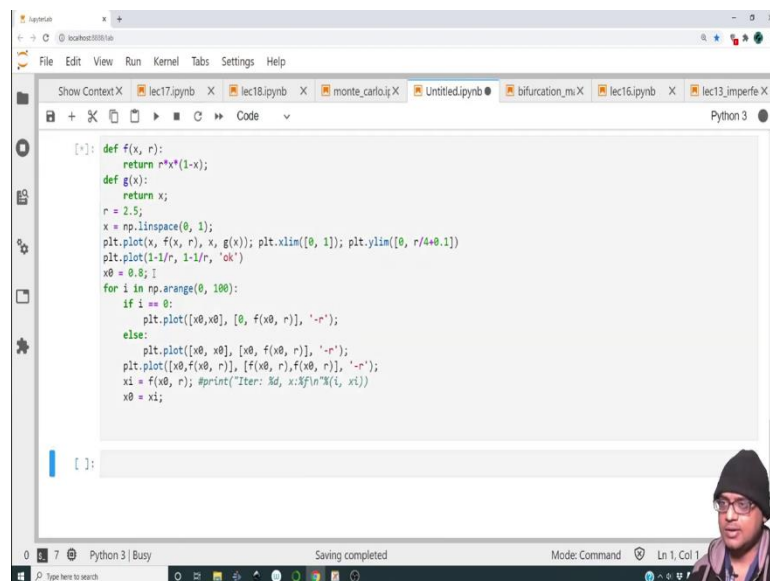 JupyterLab
localhost:8888/lab
File Edit View Run Kernel Tabs Settings Help
Show Context X lec17.ipynb X lec18.ipynb X monte_carlo.ip X Untitled.ipynb bifurcation_ma X lec16.ipynb X lec13_imperfe X
Code Python 3
[*]: def f(x, r):
return r*x*(1-x);
def g(x):
return x;
r = 2.5;
x = np.linspace(0, 1);
plt.plot(x, f(x, r), x, g(x)); plt.xlim([0, 1]); plt.ylim([0, r/4+0.1])
plt.plot(1-1/r, 1-1/r, 'ok')
x0 = 0.8;
for i in np.arange(0, 100):
if i == 0:
plt.plot([x0,x0], [0, f(x0, r)], '-r');
else:
plt.plot([x0, x0], [x0, f(x0, r)], '-r');
plt.plot([x0,f(x0, r)], [f(x0, r),f(x0, r)], '-r');
xi = f(x0, r); #print("Iter: %d, x:%f\n"%(i, xi))
x0 = xi;
[ ]:
0 7 Python 3 | Busy Saving completed Mode: Command Ln 1, Col 1
Type here to search